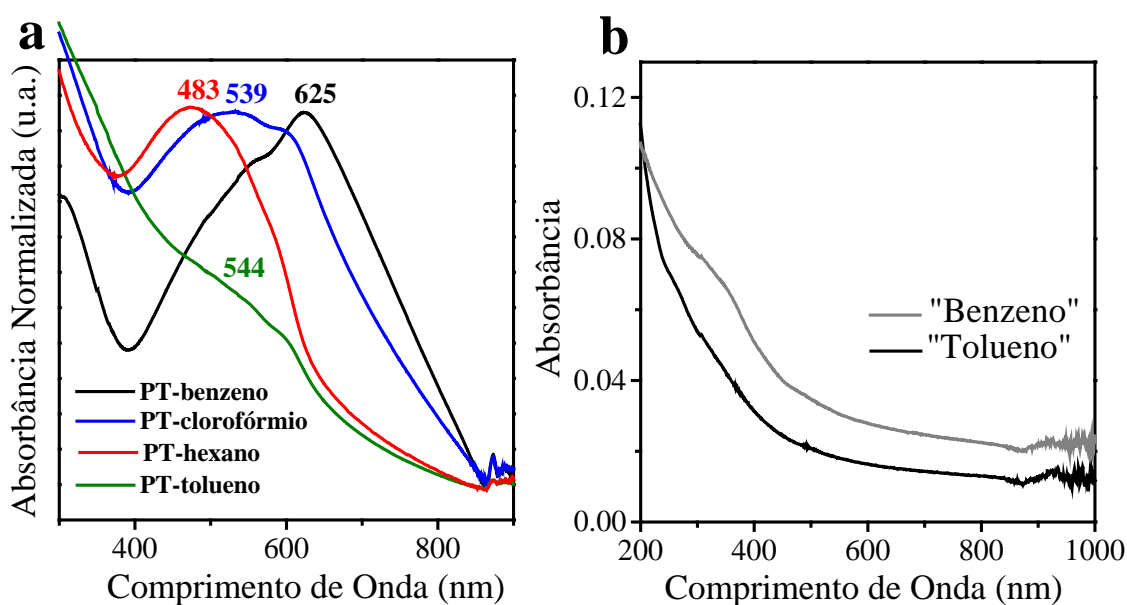 a
Absorbância Normalizada (u.a.)
483
539
625
544
PT-benzeno
PT-clorofórmio
PT-hexano
PT-tolueno
400
600
800
Comprimento de Onda (nm)
b
Absorbância
0.12
0.08
0.04
0.00
"Benzeno"
"Tolueno"
200
400
600
800
1000
Comprimento de Onda (nm)